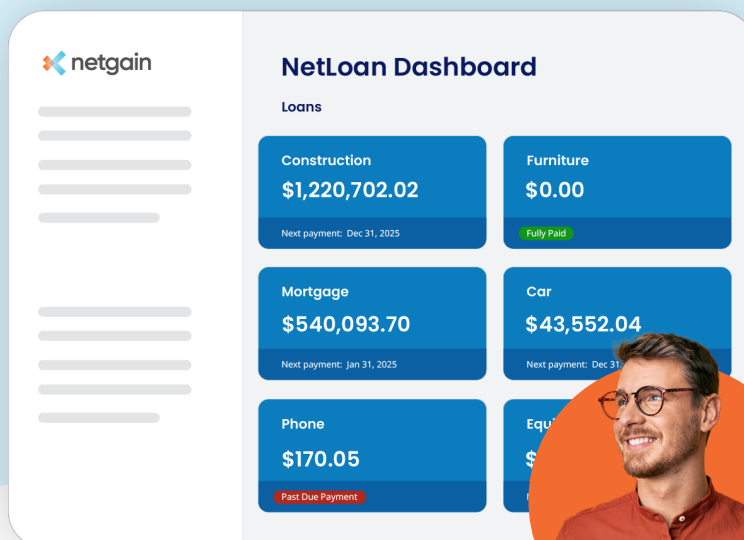 netgain
NetLoan Dashboard
Loans
Construction
$1,220,702.02
Next payment: Dec 31, 2025
Furniture
$0.00
Fully Paid
Mortgage
$540,093.70
Next payment: Jan 31, 2025
Car
$43,552.04
Next payment: Dec 31
Phone
$170.05
Past Due Payment
$